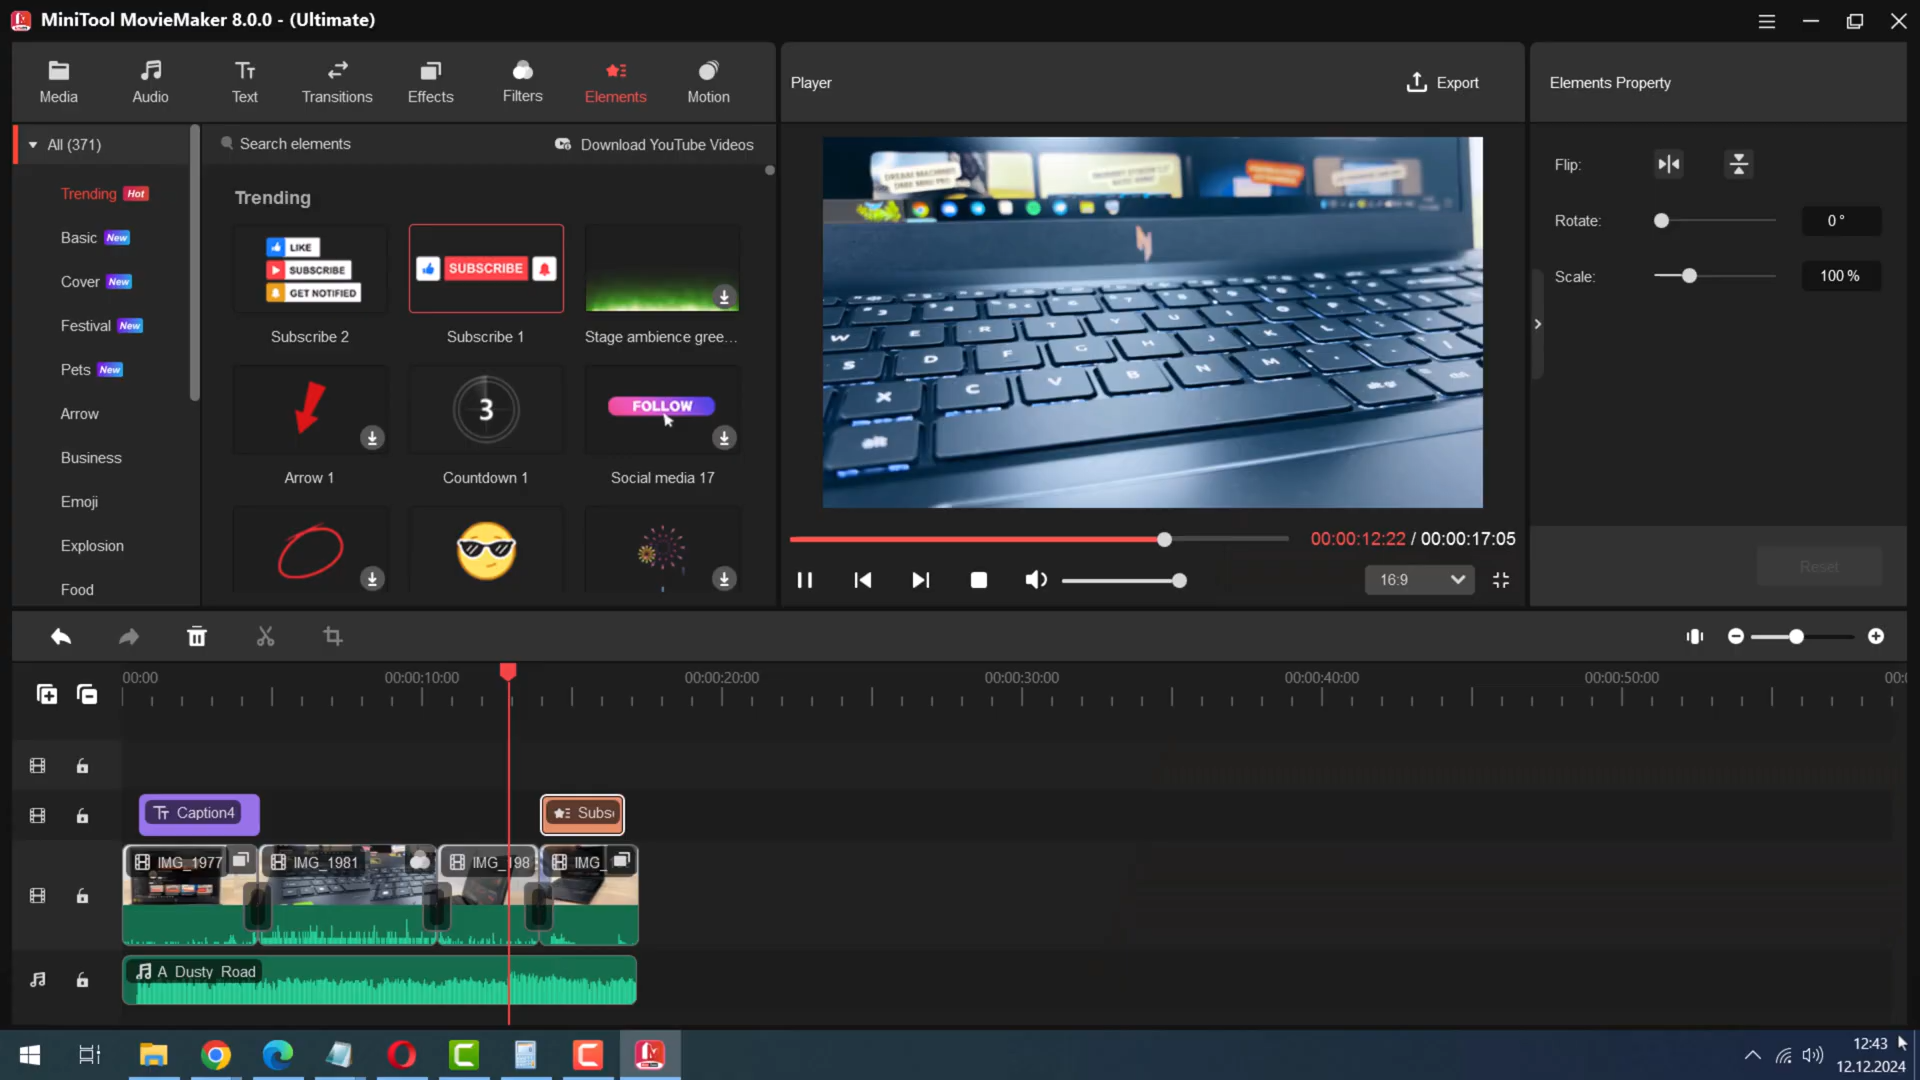 MiniTool MovieMaker 8.0.0 - (Ultimate)
Media
Audio
Text
Transitions
Effects
Filters
Elements
Motion
Player
Export
Elements Property
All (371)
Search elements
Download YouTube Videos
Trending Hot
Basic New
Cover New
Festival New
Pets New
Arrow
Business
Emoji
Explosion
Food
Trending
LIKE
SUBSCRIBE
GET NOTIFIED
SUBSCRIBE
Subscribe 2
Subscribe 1
Stage ambience gree...
3
FOLLOW
Arrow 1
Countdown 1
Social media 17
Flip:
Rotate:
0 °
Scale:
100 %
Reset
00:00:12:22 / 00:00:17:05
16:9
00:00
00:00:10:00
00:00:20:00
00:00:30:00
00:00:40:00
00:00:50:00
00:0
Caption4
Subs
IMG_1977
IMG_1981
IMG_198
IMG_
A Dusty Road
12:43
12.12.2024